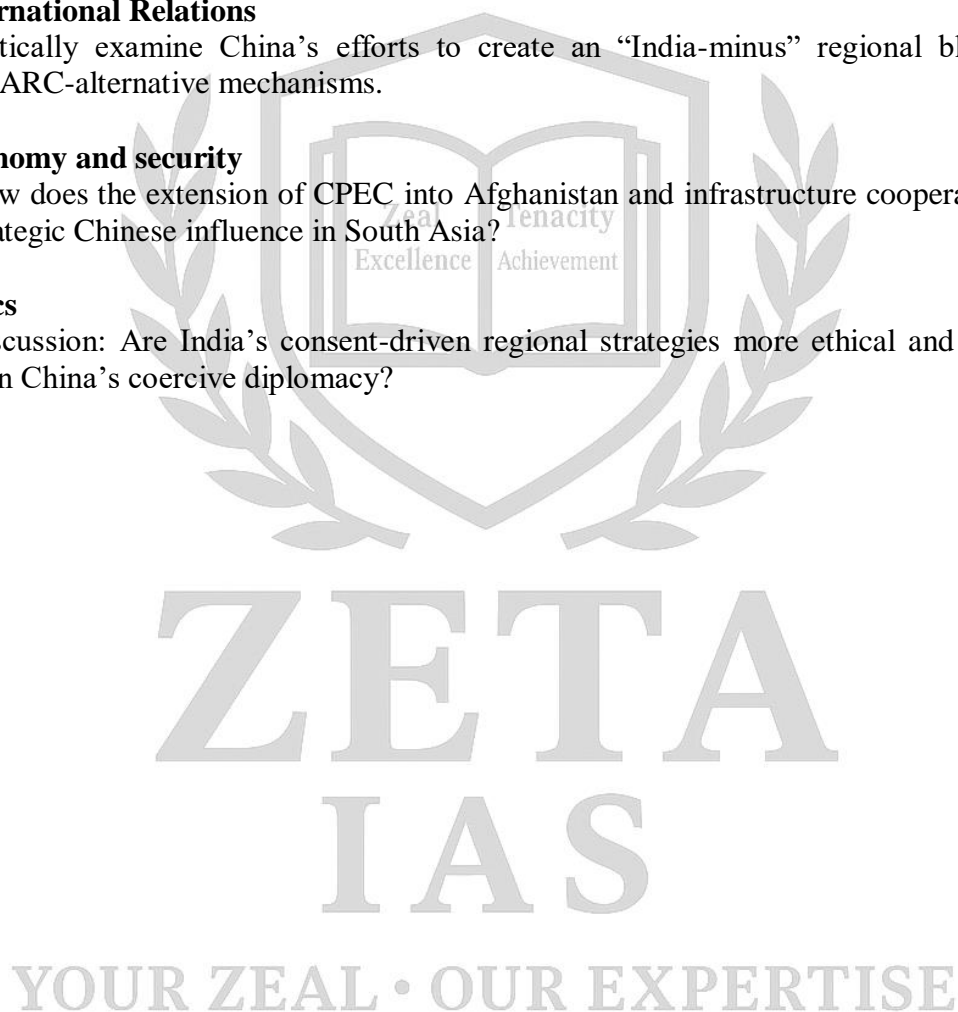 rnational Relations
tically examine China’s efforts to create an “India-minus” regional bl
ARC-alternative mechanisms.
nomy and security
w does the extension of CPEC into Afghanistan and infrastructure coopera
ategic Chinese influence in South Asia?
cs
scussion: Are India’s consent-driven regional strategies more ethical and
n China’s coercive diplomacy?
Zeal Tenacity
Excellence Achievement
ZETA
IAS
YOUR ZEAL • OUR EXPERTISE